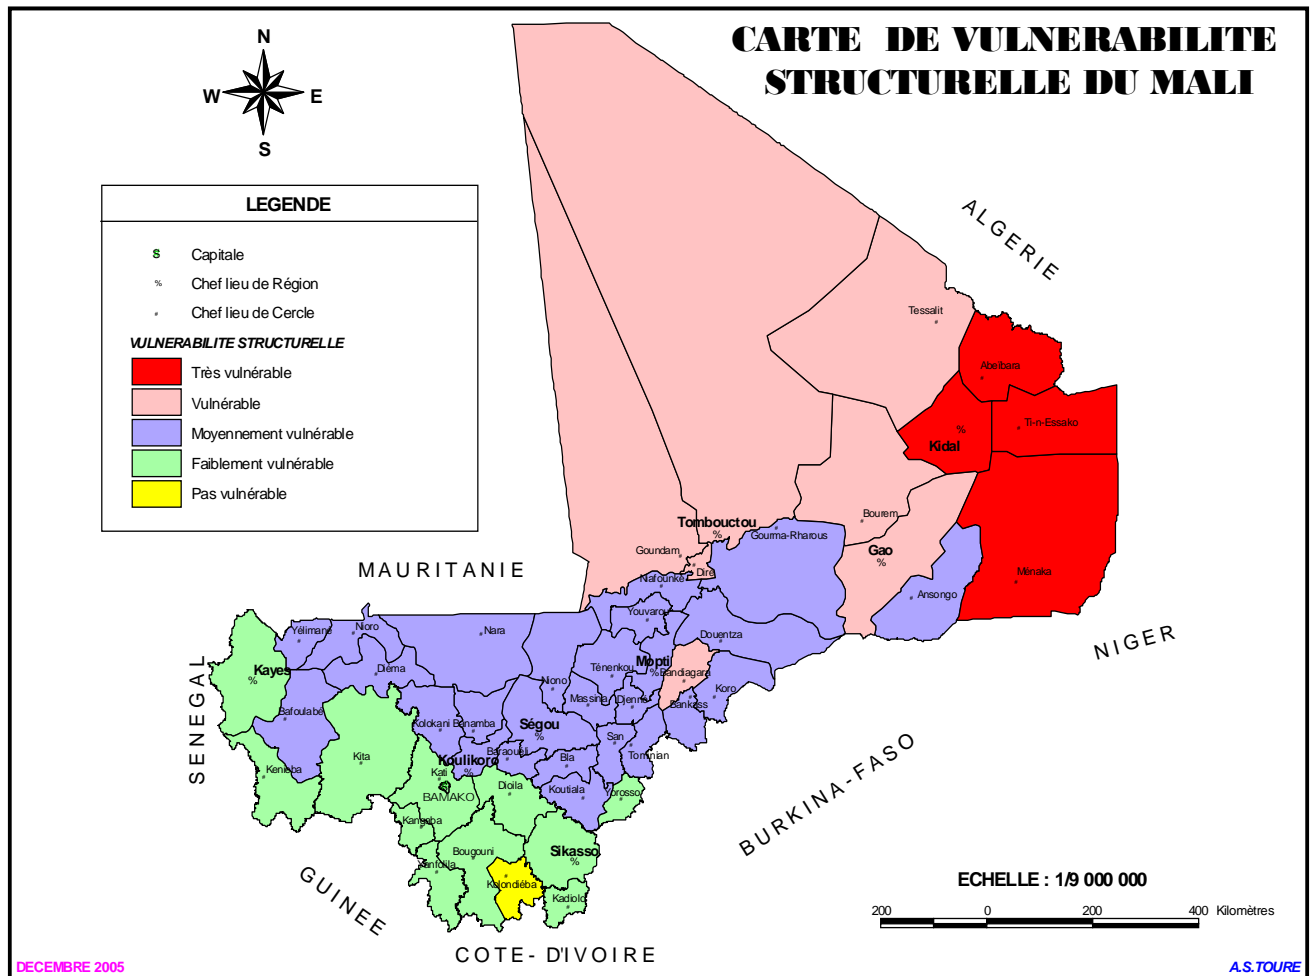 CARTE DE VULNERABILITE
STRUCTURELLE DU MALI
N
W
E
S
LEGENDE
S Capitale
% Chef lieu de Région
# Chef lieu de Cercle
VULNERABILITE STRUCTURELLE
Très vulnérable
Vulnérable
Moyennement vulnérable
Faiblement vulnérable
Pas vulnérable
ALGERIE
Tessalit
Abeïbara
Kidal
%
Ti-n-Essako
Bourem
Tombouctou
%
Gourma-Rharous
Goundam
Diré
Gao
%
Ménaka
Ansongo
Niafounké
MAURITANIE
Youvarou
Douentza
NIGER
Yélimané
Nioro
Nara
Diéma
Kayes
%
SENEGAL
Mopti
%
Ténenkou
Bandiagara
Niono
Massina
Djenné
Bankass
Koro
Bafoulabé
Kolokani
Banamba
Ségou
%
San
Tominian
Kita
Kenieba
Koulikoro
%
Baraouéli
Bla
Kati
BAMAKO
Dioila
Koutiala
Yorosso
Kangaba
BURKINA-FASO
Bougouni
Sikasso
%
Yanfolila
Kolondiéba
Kadiolo
GUINEE
COTE- D'IVOIRE
ECHELLE : 1/9 000 000
200 0 200 400 Kilomètres
DECEMBRE 2005
A.S.TOURE